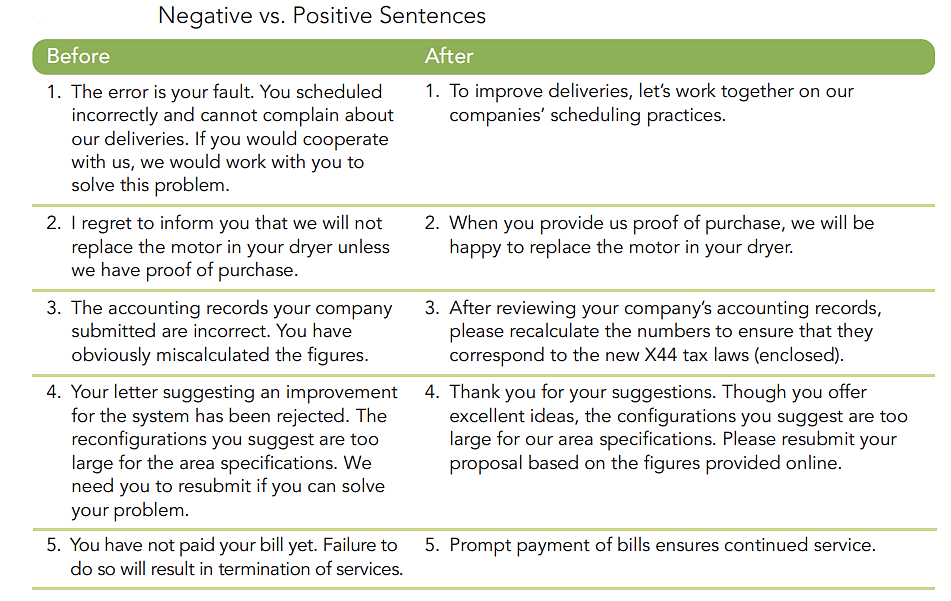 Negative vs. Positive Sentences
Before
After
1. The error is your fault. You scheduled
incorrectly and cannot complain about
our deliveries. If you would cooperate
with us, we would work with you to
solve this problem.
1. To improve deliveries, let’s work together on our
companies’ scheduling practices.
2. I regret to inform you that we will not
replace the motor in your dryer unless
we have proof of purchase.
2. When you provide us proof of purchase, we will be
happy to replace the motor in your dryer.
3. The accounting records your company
submitted are incorrect. You have
obviously miscalculated the figures.
3. After reviewing your company’s accounting records,
please recalculate the numbers to ensure that they
correspond to the new X44 tax laws (enclosed).
4. Your letter suggesting an improvement
for the system has been rejected. The
reconfigurations you suggest are too
large for the area specifications. We
need you to resubmit if you can solve
your problem.
4. Thank you for your suggestions. Though you offer
excellent ideas, the configurations you suggest are too
large for our area specifications. Please resubmit your
proposal based on the figures provided online.
5. You have not paid your bill yet. Failure to
do so will result in termination of services.
5. Prompt payment of bills ensures continued service.